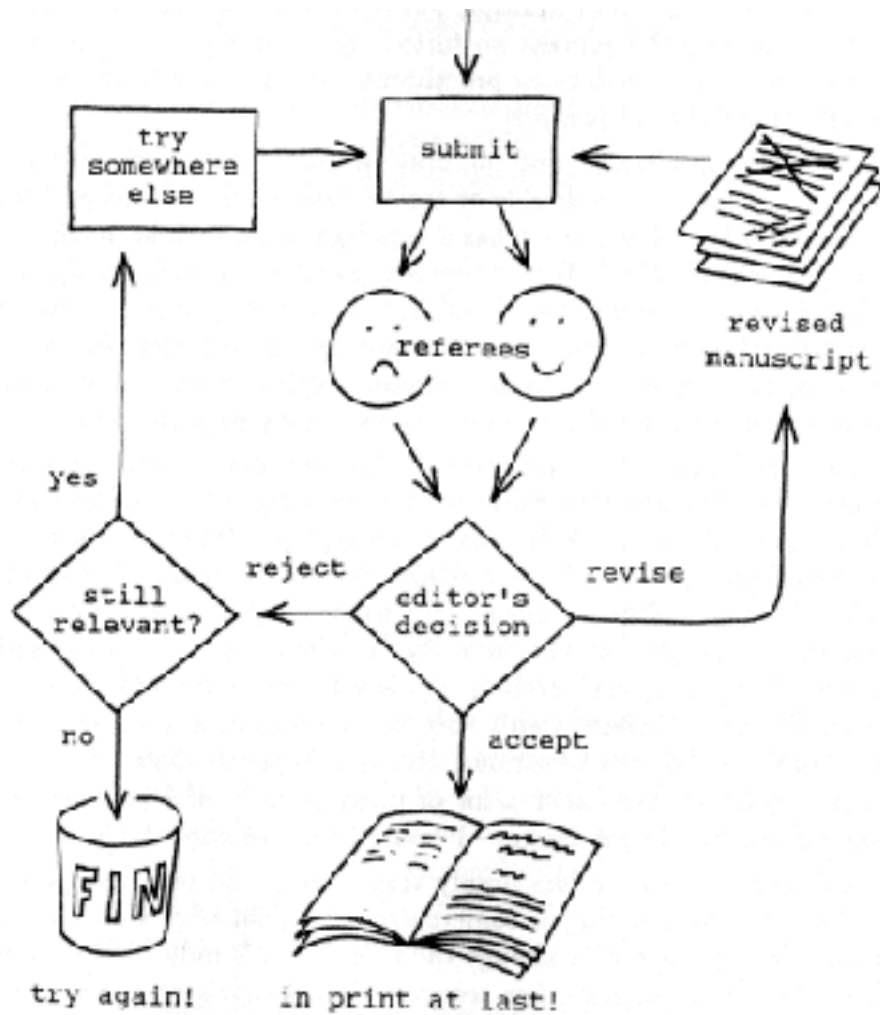 try
somewhere
else
submit
referees
revised
manuscript
yes
reject
revise
still
relevant?
editor's
decision
no
accept
FIN
try again!
in print at last!